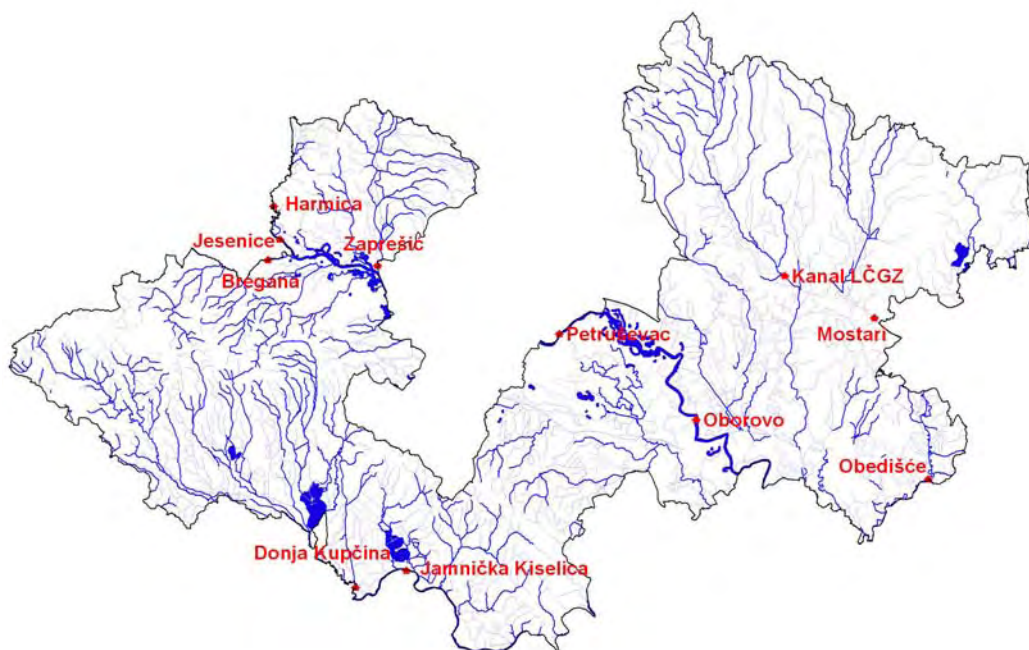 Harmica
Jesenice
Zaprešić
Bregana
Kanal LČGZ
Mostari
Petruševac
Oborovo
Obedišće
Donja Kupčina
Jamnička Kiselica